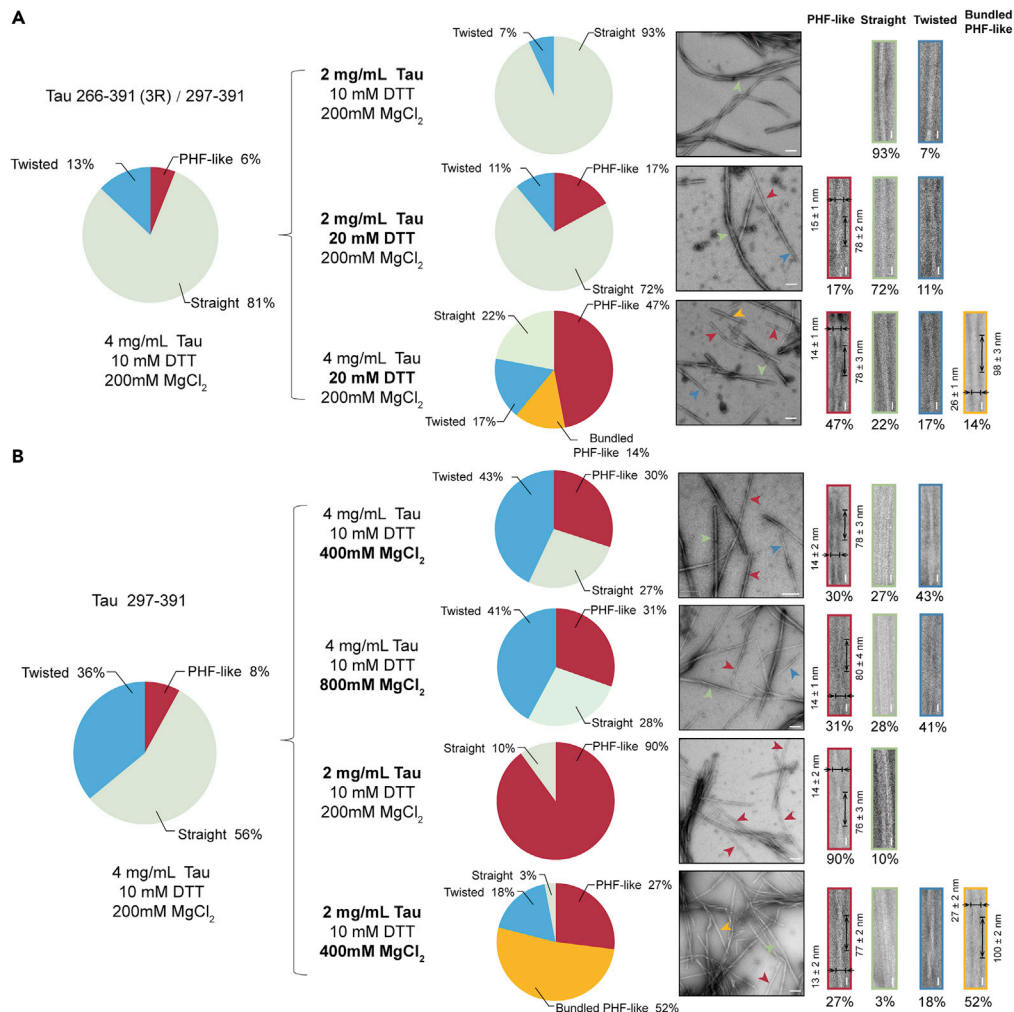 A
PHF-like Straight Twisted Bundled
PHF-like
Tau 266-391 (3R) / 297-391
Twisted 13%
PHF-like 6%
Straight 81%
4 mg/mL Tau
10 mM DTT
200mM MgCl₂
2 mg/mL Tau
10 mM DTT
200mM MgCl₂
Twisted 7%
Straight 93%
93% 7%
2 mg/mL Tau
20 mM DTT
200mM MgCl₂
Twisted 11%
PHF-like 17%
Straight 72%
15 ± 1 nm
78 ± 2 nm
17% 72% 11%
4 mg/mL Tau
20 mM DTT
200mM MgCl₂
Straight 22%
PHF-like 47%
Twisted 17%
Bundled
PHF-like 14%
14 ± 1 nm
78 ± 3 nm
26 ± 1 nm
98 ± 3 nm
47% 22% 17% 14%
B
Tau 297-391
Twisted 36%
PHF-like 8%
Straight 56%
4 mg/mL Tau
10 mM DTT
200mM MgCl₂
4 mg/mL Tau
10 mM DTT
400mM MgCl₂
Twisted 43%
PHF-like 30%
Straight 27%
14 ± 2 nm
78 ± 3 nm
30% 27% 43%
4 mg/mL Tau
10 mM DTT
800mM MgCl₂
Twisted 41%
PHF-like 31%
Straight 28%
14 ± 1 nm
80 ± 4 nm
31% 28% 41%
2 mg/mL Tau
10 mM DTT
200mM MgCl₂
Straight 10%
PHF-like 90%
14 ± 2 nm
76 ± 3 nm
90% 10%
2 mg/mL Tau
10 mM DTT
400mM MgCl₂
Straight 3%
Twisted 18%
PHF-like 27%
Bundled PHF-like 52%
13 ± 2 nm
77 ± 2 nm
27 ± 2 nm
100 ± 2 nm
27% 3% 18% 52%